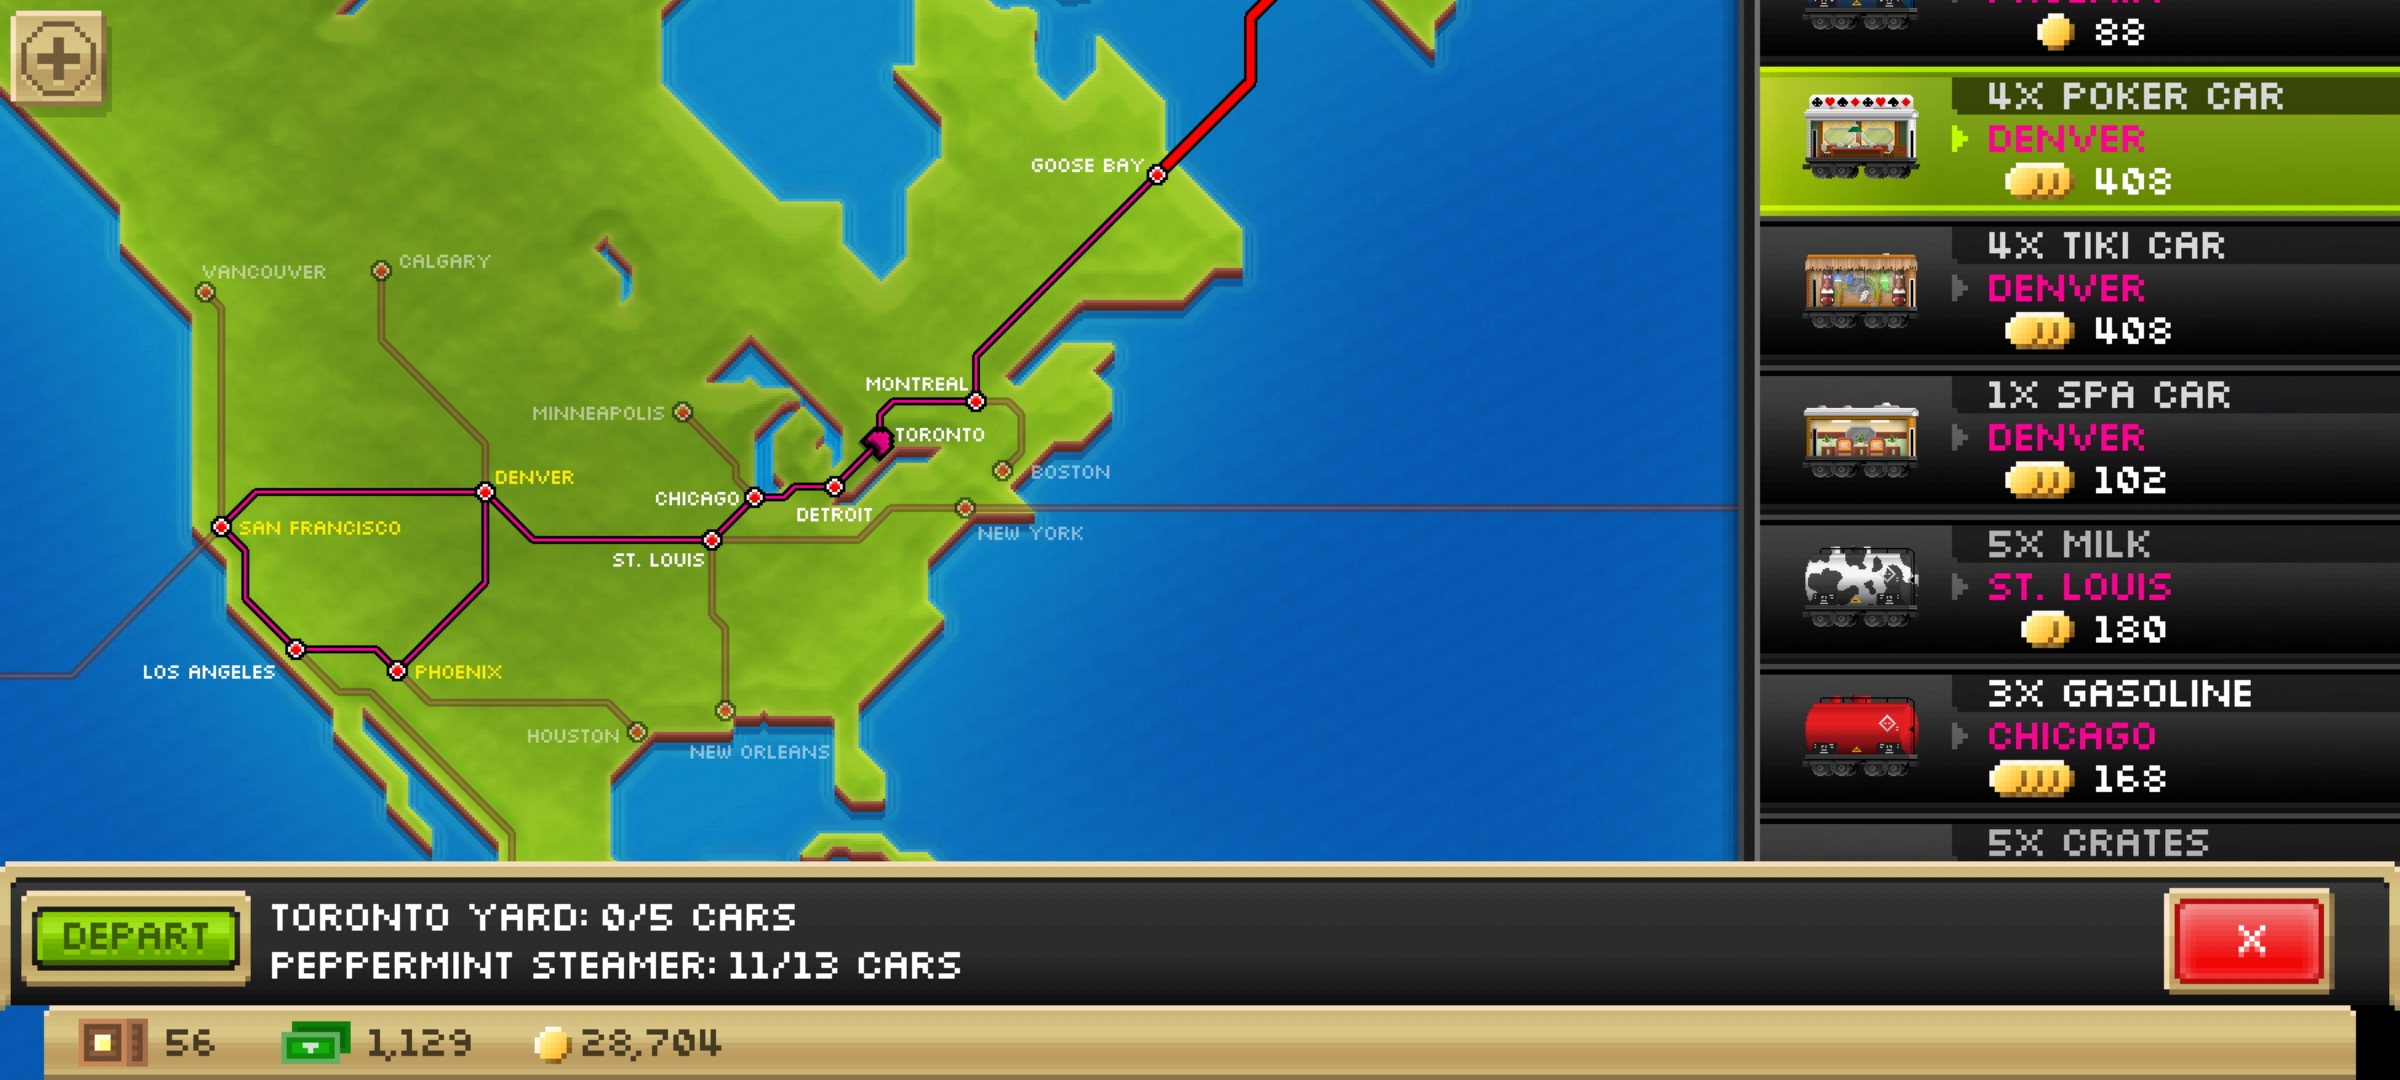 GOOSE BAY
VANCOUVER
CALGARY
MONTREAL
MINNEAPOLIS
TORONTO
BOSTON
DENVER
CHICAGO
DETROIT
SAN FRANCISCO
NEW YORK
ST. LOUIS
LOS ANGELES
PHOENIX
HOUSTON
NEW ORLEANS
88
4X POKER CAR
DENVER
408
4X TIKI CAR
DENVER
408
1X SPA CAR
DENVER
102
5X MILK
ST. LOUIS
180
3X GASOLINE
CHICAGO
168
5X CRATES
DEPART
TORONTO YARD: 0/5 CARS
PEPPERMINT STEAMER: 11/13 CARS
X
56
1,129
28,704